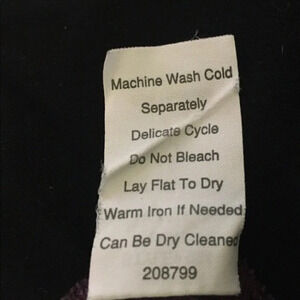 Machine Wash Cold
Separately
Delicate Cycle
Do Not Bleach
Lay Flat To Dry
Warm Iron If Needed
Can Be Dry Cleaned
208799